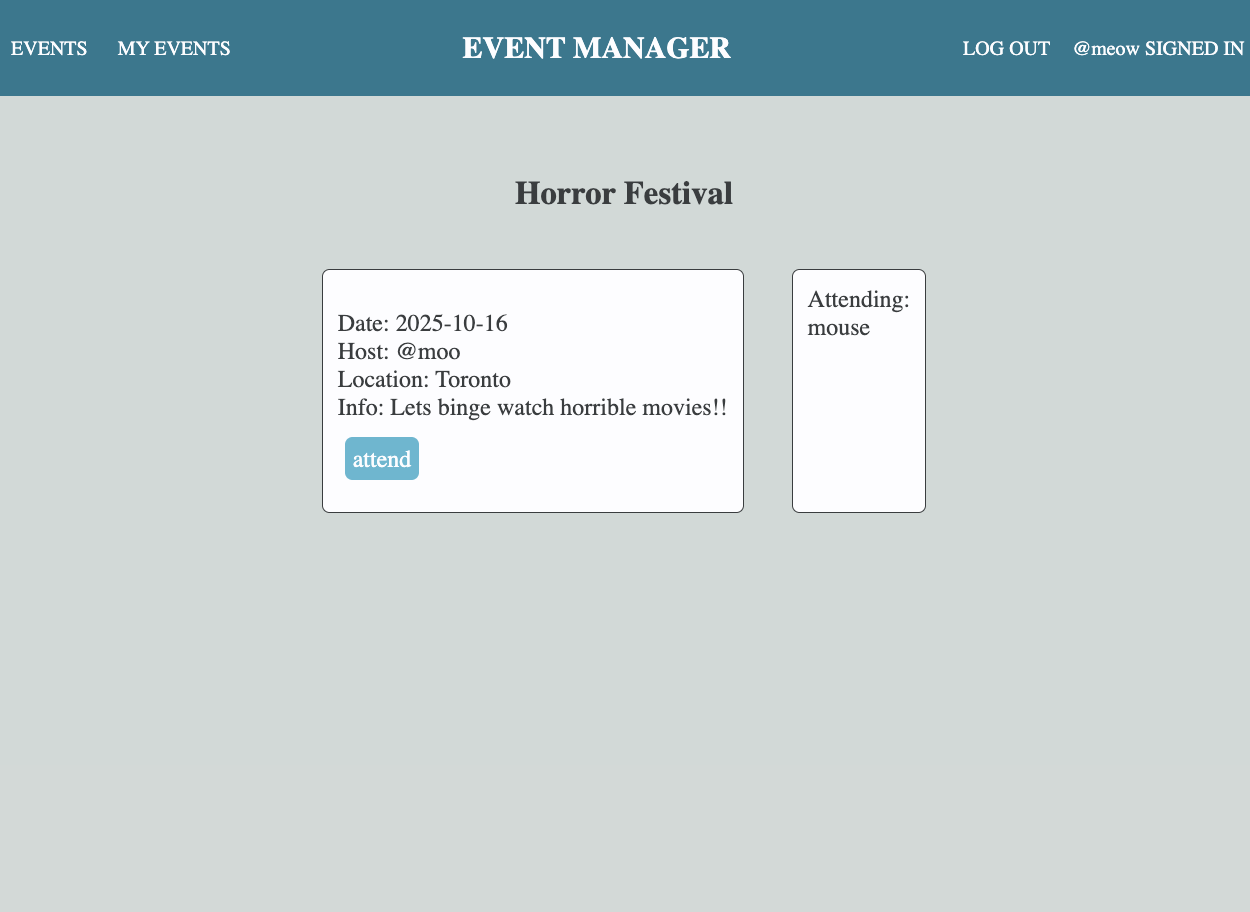 EVENTS
MY EVENTS
EVENT MANAGER
LOG OUT
@meow SIGNED IN
Horror Festival
Date: 2025-10-16
Host: @moo
Location: Toronto
Info: Lets binge watch horrible movies!!
attend
Attending:
mouse